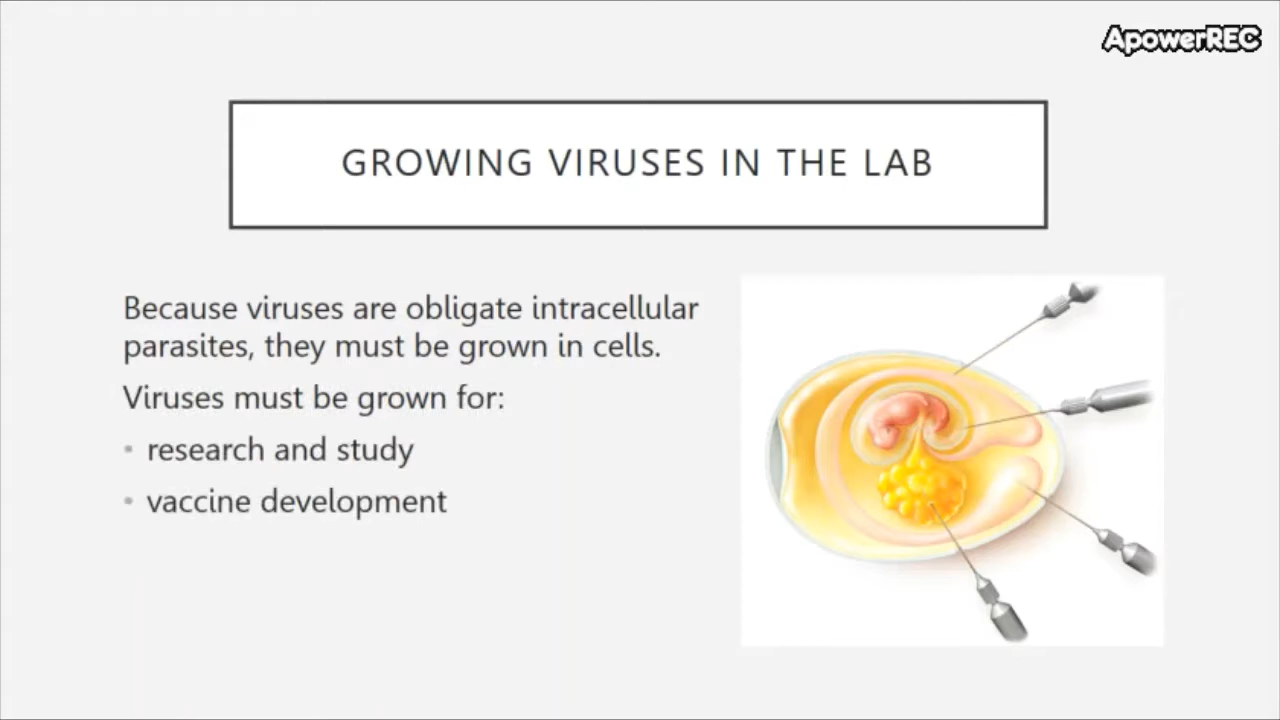 ApowerREC
GROWING VIRUSES IN THE LAB
Because viruses are obligate intracellular
parasites, they must be grown in cells.
Viruses must be grown for:
• research and study
• vaccine development